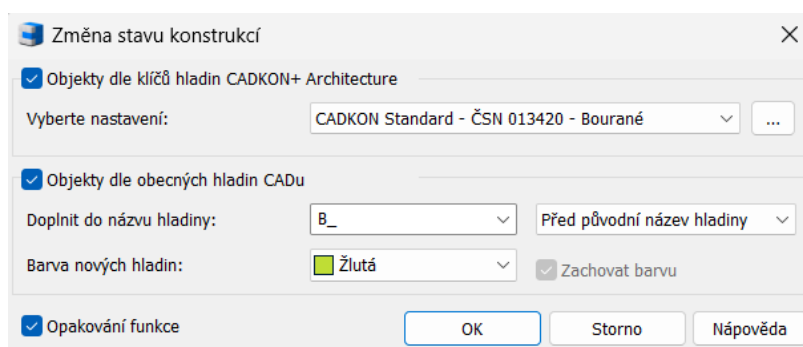 Změna stavu konstrukcí
Objekty dle klíčů hladin CADKON+ Architecture
Vyberte nastavení: CADKON Standard - ČSN 013420 - Bourané ...
Objekty dle obecných hladin CADu
Doplnit do názvu hladiny: B_ Před původní název hladiny
Barva nových hladin: Žlutá Zachovat barvu
Opakování funkce OK Storno Nápověda